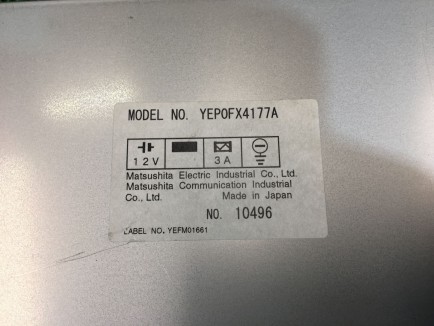 MODEL NO. YEP0FX4177A
12V 3A
Matsushita Electric Industrial Co., Ltd.
Matsushita Communication Industrial
Co., Ltd. Made in Japan
NO. 10496
LABEL NO. YEFM01661